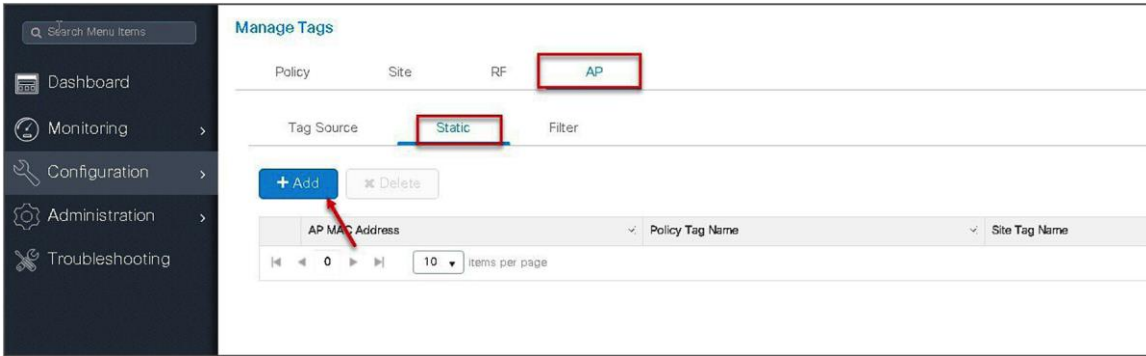 Search Menu Items
Dashboard
Monitoring
Configuration
Administration
Troubleshooting
Manage Tags
Policy Site RF AP
Tag Source Static Filter
+ Add ✖ Delete
AP MAC Address Policy Tag Name Site Tag Name
0 10 items per page